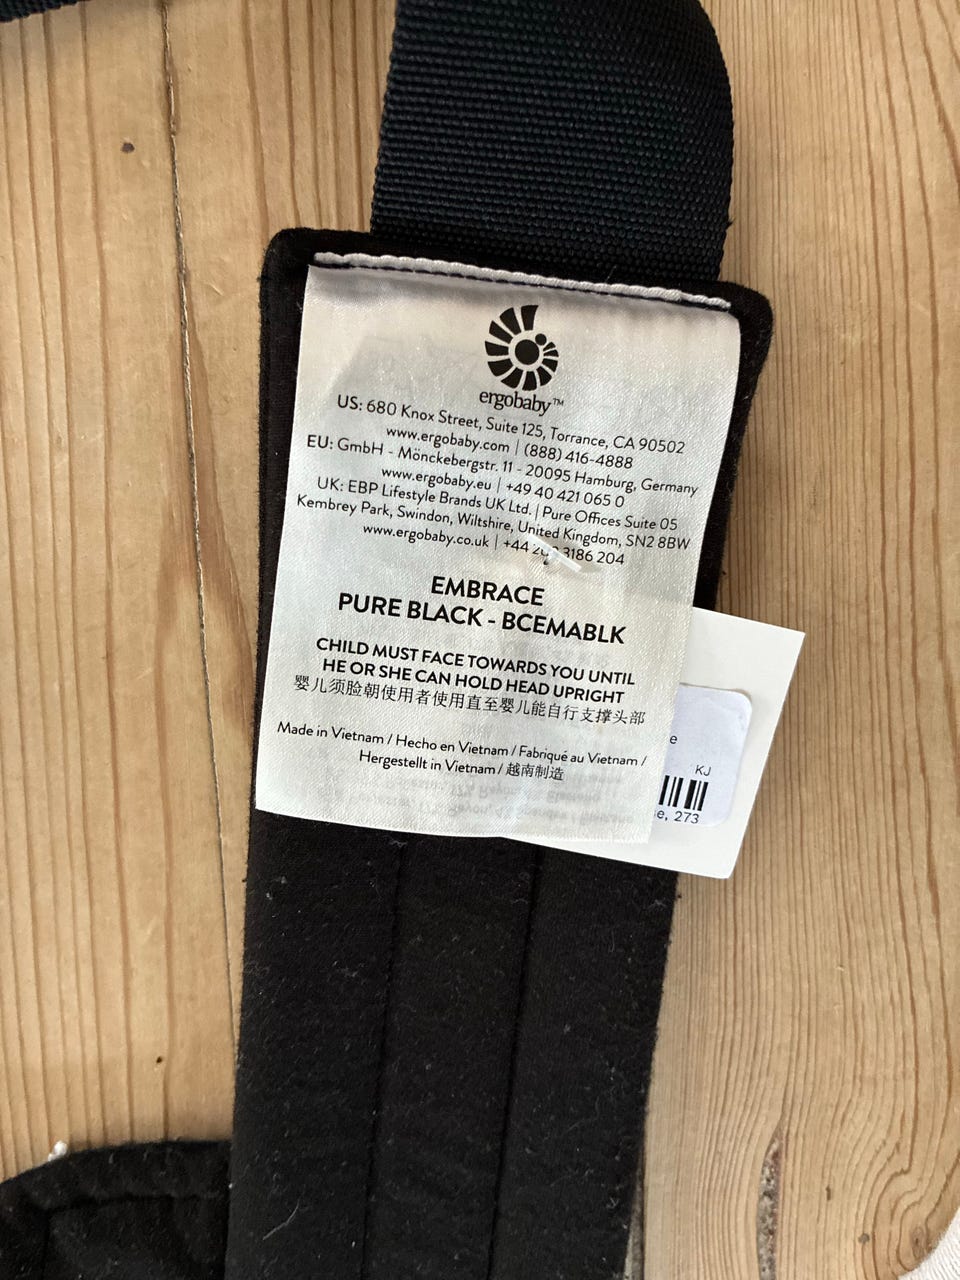 ergobaby™
US: 680 Knox Street, Suite 125, Torrance, CA 90502
www.ergobaby.com | (888) 416-4888
EU: GmbH - Mönckebergstr. 11 - 20095 Hamburg, Germany
www.ergobaby.eu | +49 40 421 065 0
UK: EBP Lifestyle Brands UK Ltd. | Pure Offices Suite 05
Kembrey Park, Swindon, Wiltshire, United Kingdom, SN2 8BW
www.ergobaby.co.uk | +44 3186 204
EMBRACE
PURE BLACK - BCEMABLK
CHILD MUST FACE TOWARDS YOU UNTIL
HE OR SHE CAN HOLD HEAD UPRIGHT
婴儿须脸朝使用者使用直至婴儿能自行支撑头部
Made in Vietnam / Hecho en Vietnam / Fabriqué au Vietnam /
Hergestellt in Vietnam / 越南制造
KJ
273